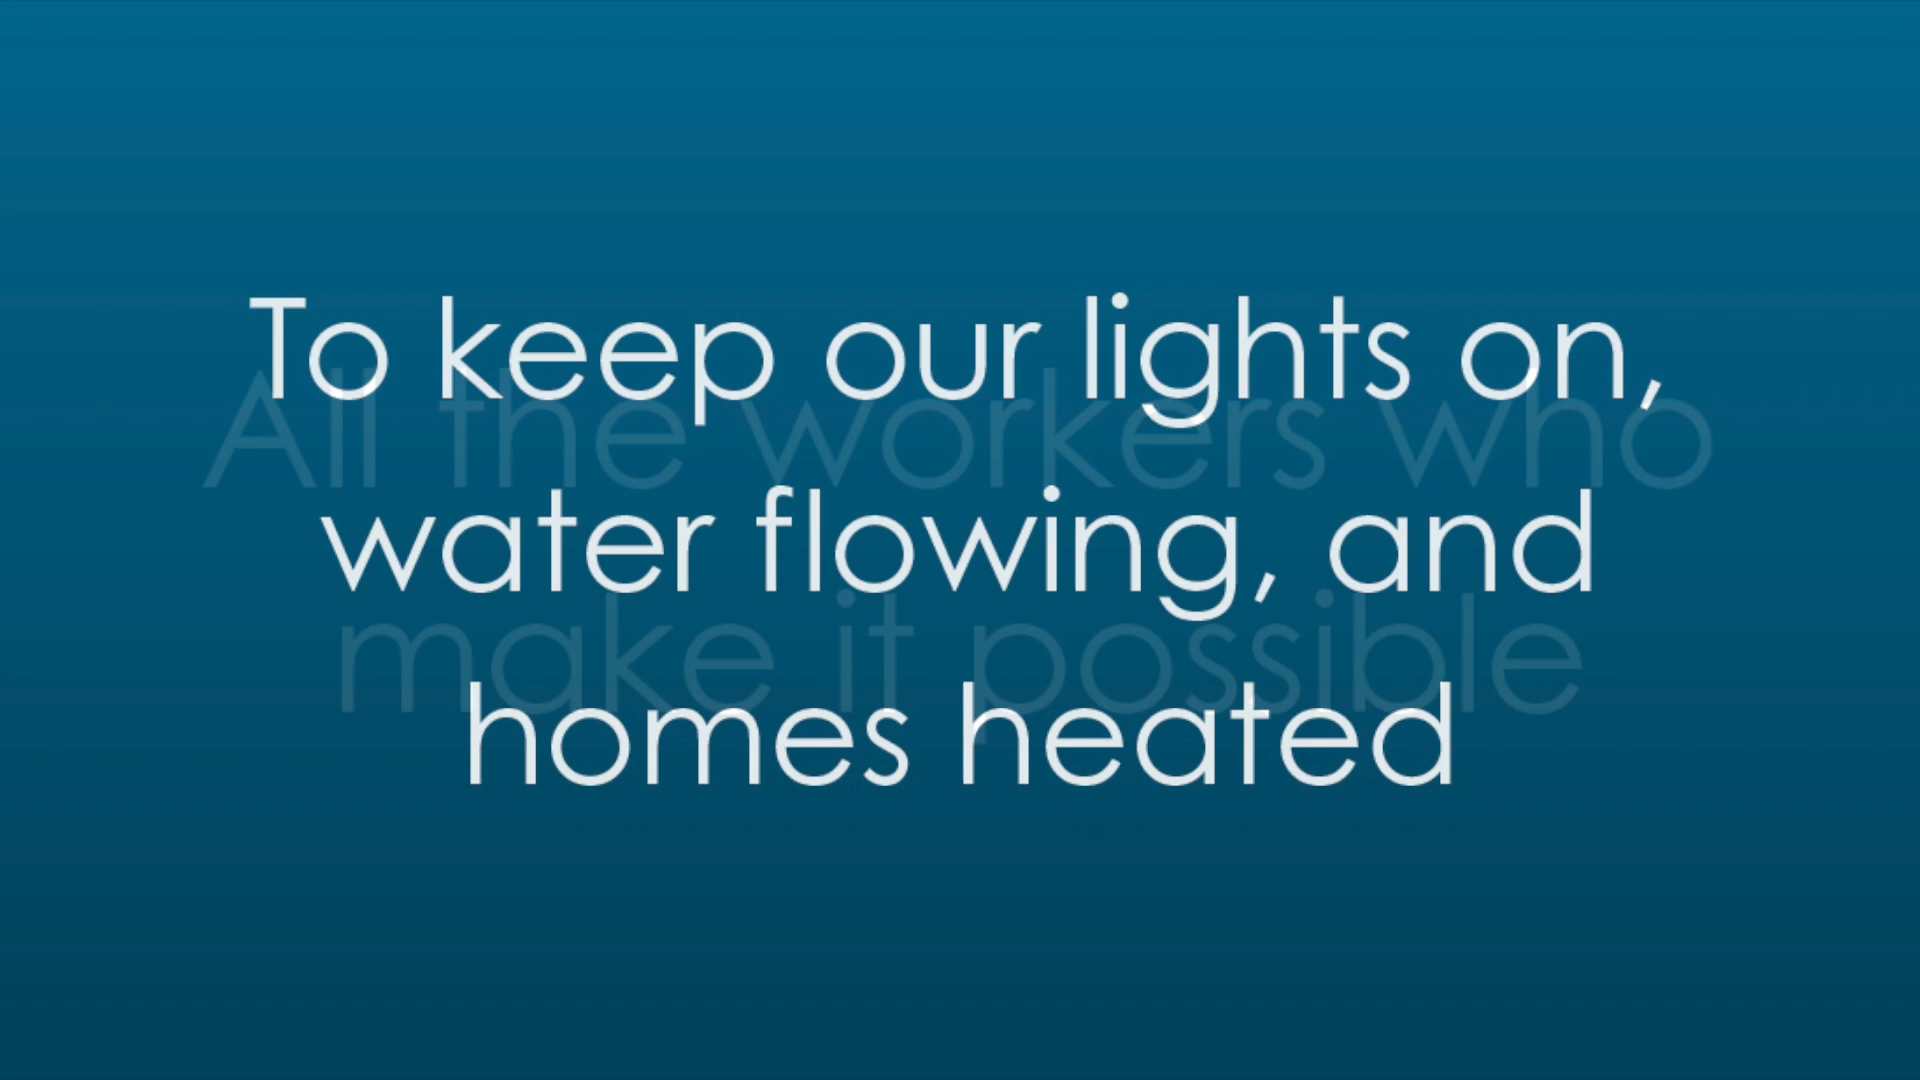 To keep our lights on,
All the workers who
water flowing, and
make it possible
homes heated